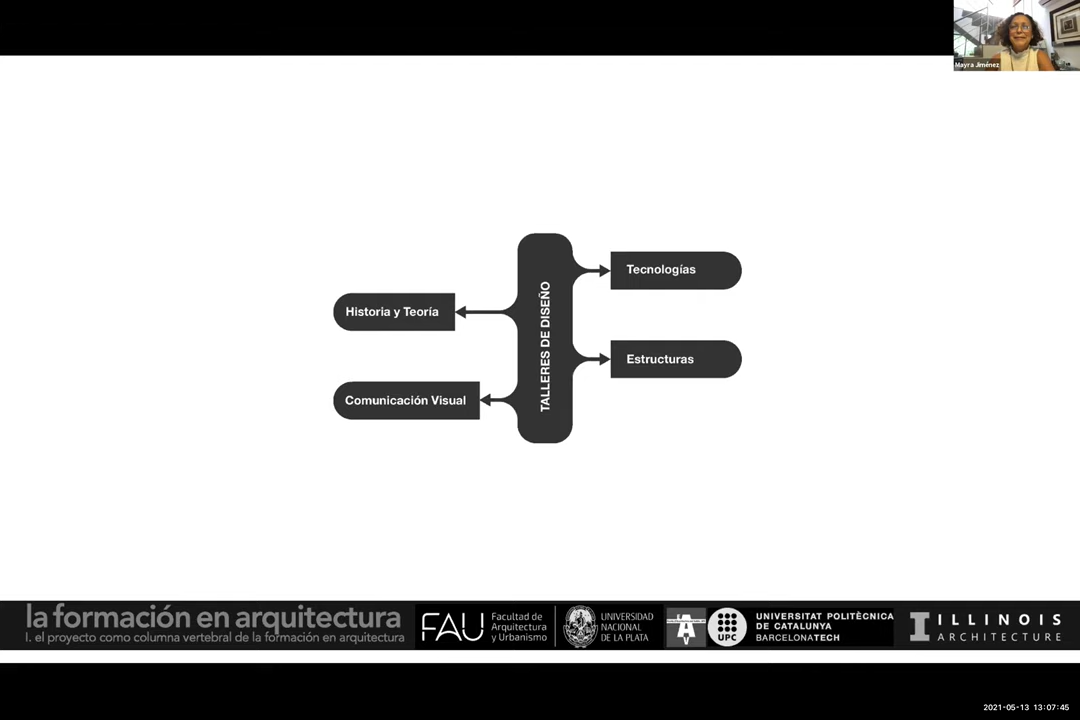 Mayra Jiménez
Tecnologías
Historia y Teoría
TALLERES DE DISEÑO
Estructuras
Comunicación Visual
la formación en arquitectura
I. el proyecto como columna vertebral de la formación en arquitectura
FAU
Facultad de
Arquitectura
y Urbanismo
UNIVERSIDAD
NACIONAL
DE LA PLATA
UPC
UNIVERSITAT POLITÈCNICA
DE CATALUNYA
BARCELONATECH
ILLINOIS
ARCHITECTURE
2021-05-13 13:07:45